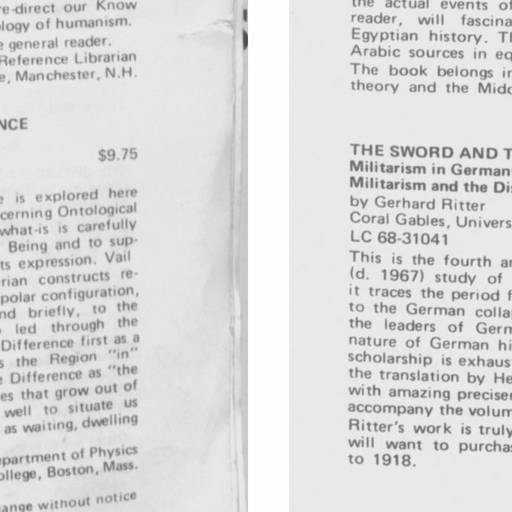 re-direct our Know
logy of humanism.
e general reader.
Reference Librarian
e, Manchester, N.H.
NCE
$9.75
e is explored here
cerning Ontological
what-is is carefully
Being and to sup-
ts expression. Vail
rian constructs re-
polar configuration,
nd briefly, to the
led through the
Difference first as a
s the Region "in"
e Difference as "the
es that grow out of
well to situate us
as waiting, dwelling
epartment of Physics
ollege, Boston, Mass.
ange without notice
the actual events of
reader, will fascina
Egyptian history. Th
Arabic sources in eq
The book belongs in
theory and the Midd
THE SWORD AND T
Militarism in German
Militarism and the Di
by Gerhard Ritter
Coral Gables, Univers
LC 68-31041
This is the fourth an
(d. 1967) study of
it traces the period f
to the German colla
the leaders of Germ
nature of German hi
scholarship is exhaus
the translation by He
with amazing precise
accompany the volum
Ritter's work is truly
will want to purcha
to 1918.